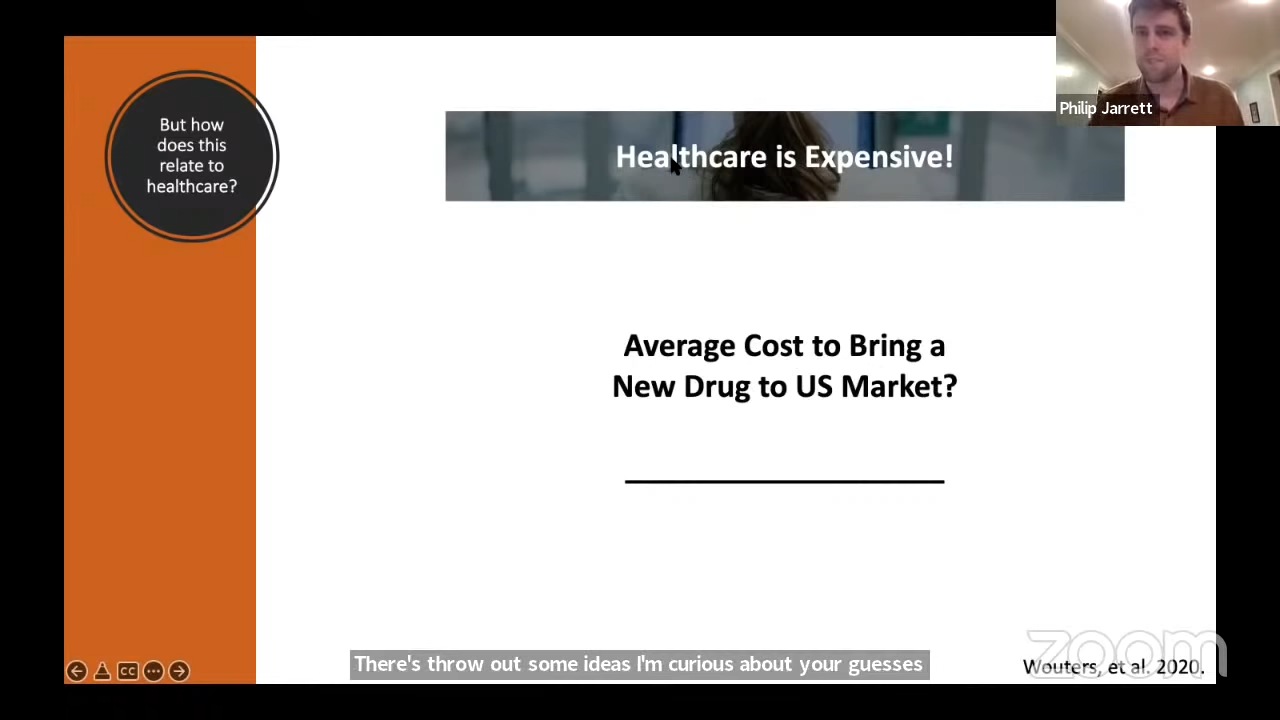 But how
does this
relate to
healthcare?
Philip Jarrett
Healthcare is Expensive!
Average Cost to Bring a
New Drug to US Market?
There's throw out some ideas I'm curious about your guesses
CC
zoom
Wouters, et al. 2020.